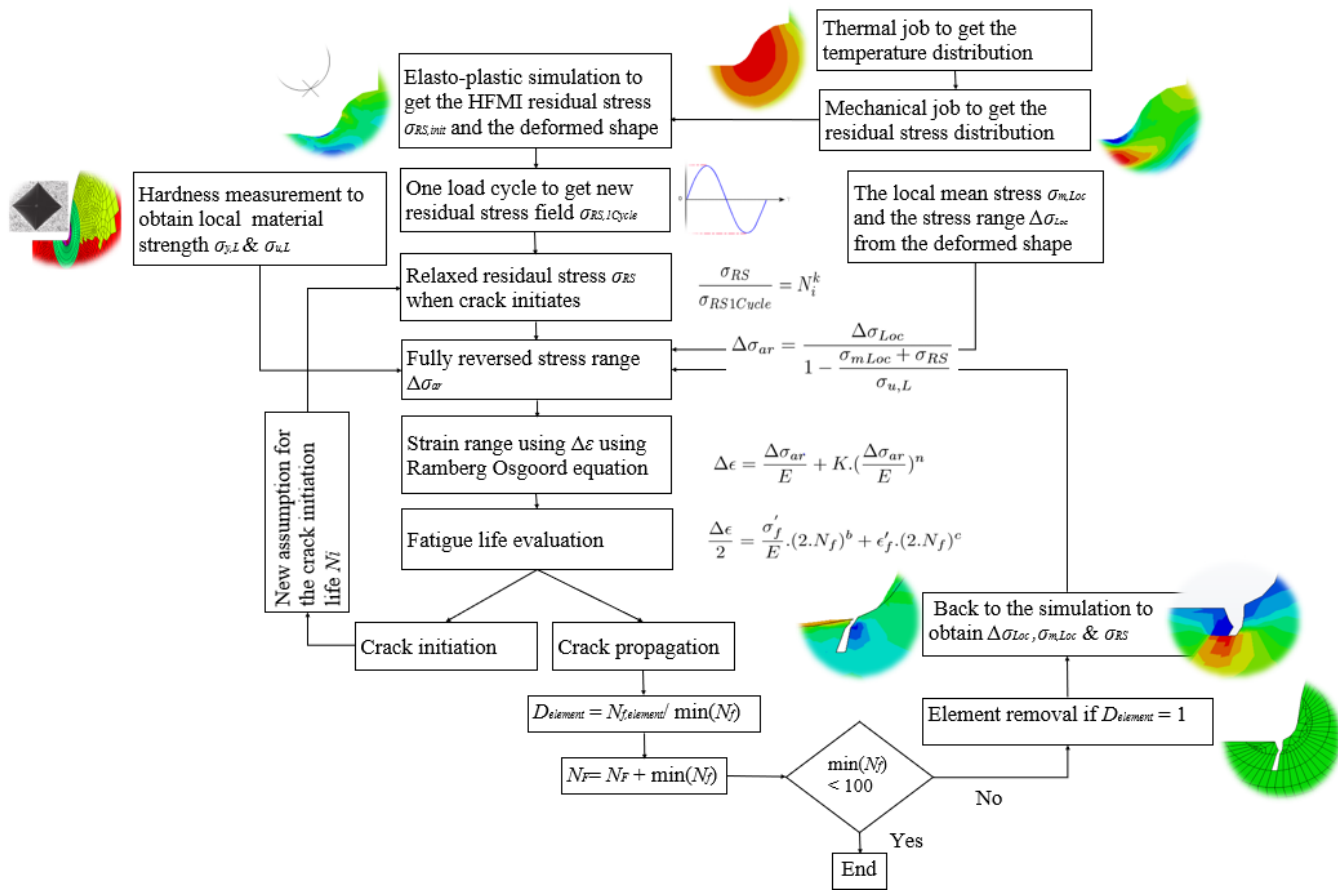 Thermal job to get the
temperature distribution
Elasto-plastic simulation to
get the HFMI residual stress
σRS,init and the deformed shape
Mechanical job to get the
residual stress distribution
Hardness measurement to
obtain local material
strength σy,L & σu,L
One load cycle to get new
residual stress field σRS,1Cycle
0
The local mean stress σm,Loc
and the stress range ΔσLoc
from the deformed shape
Relaxed residaul stress σRS
when crack initiates
σRS / σRS1Cycle = N_i^k
Fully reversed stress range
Δσar
Δσar = ΔσLoc / (1 − (σmLoc + σRS) / σu,L)
New assumption for
the crack initiation
life Ni
Strain range using Δε using
Ramberg Osgoord equation
Δϵ = Δσar/E + K.(Δσar/E)^n
Fatigue life evaluation
Δϵ/2 = σ′f/E.(2.Nf)^b + ϵ′f.(2.Nf)^c
Crack initiation
Crack propagation
Back to the simulation to
obtain ΔσLoc, σm,Loc & σRS
Delement = Nf,element/ min(Nf)
Element removal if Delement = 1
NF= NF + min(Nf)
min(Nf)
< 100
No
Yes
End